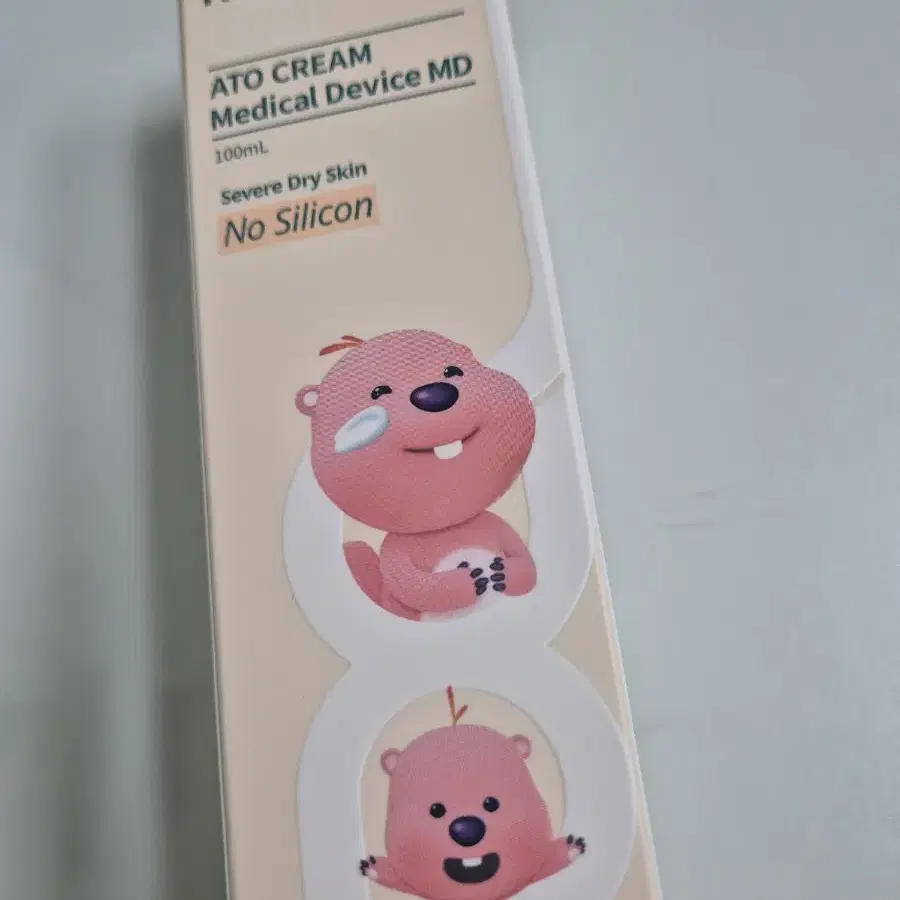 ATO CREAM
Medical Device MD
100mL
Severe Dry Skin
No Silicon